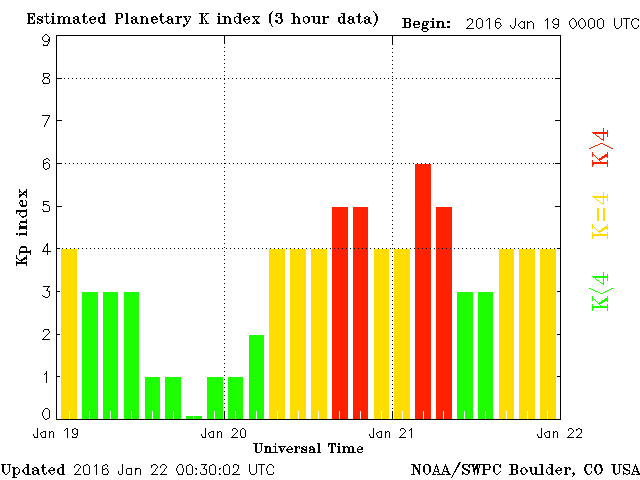 Estimated Planetary K index (3 hour data) Begin: 2016 Jan 19 0000 UTC
9
8
7
6
5
4
3
2
1
0
Kp index
K<4 K=4 K>4
Jan 19 Jan 20 Jan 21 Jan 22
Universal Time
Updated 2016 Jan 22 00:30:02 UTC NOAA/SWPC Boulder, CO USA